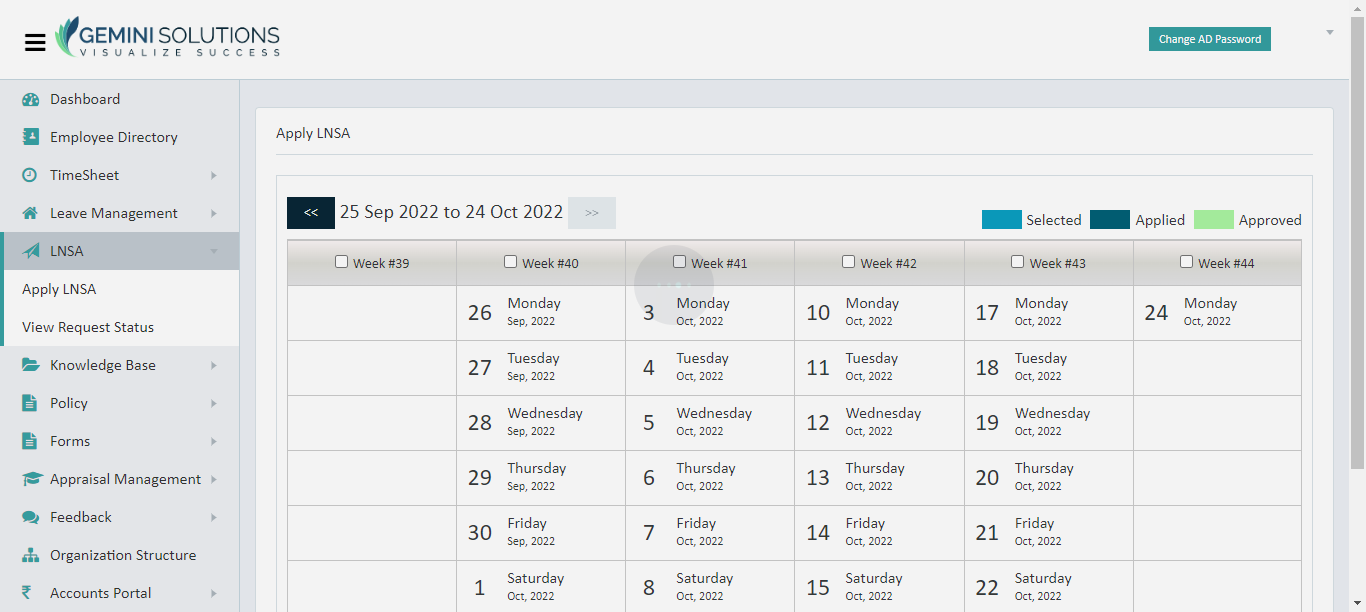 GEMINI SOLUTIONS
VISUALIZE SUCCESS
Change AD Password
Dashboard
Employee Directory
TimeSheet
Leave Management
LNSA
Apply LNSA
View Request Status
Knowledge Base
Policy
Forms
Appraisal Management
Feedback
Organization Structure
Accounts Portal
Apply LNSA
<< 25 Sep 2022 to 24 Oct 2022 >>
Selected Applied Approved
Week #39 Week #40 Week #41 Week #42 Week #43 Week #44
26 Monday Sep, 2022 3 Monday Oct, 2022 10 Monday Oct, 2022 17 Monday Oct, 2022 24 Monday Oct, 2022
27 Tuesday Sep, 2022 4 Tuesday Oct, 2022 11 Tuesday Oct, 2022 18 Tuesday Oct, 2022
28 Wednesday Sep, 2022 5 Wednesday Oct, 2022 12 Wednesday Oct, 2022 19 Wednesday Oct, 2022
29 Thursday Sep, 2022 6 Thursday Oct, 2022 13 Thursday Oct, 2022 20 Thursday Oct, 2022
30 Friday Sep, 2022 7 Friday Oct, 2022 14 Friday Oct, 2022 21 Friday Oct, 2022
1 Saturday Oct, 2022 8 Saturday Oct, 2022 15 Saturday Oct, 2022 22 Saturday Oct, 2022